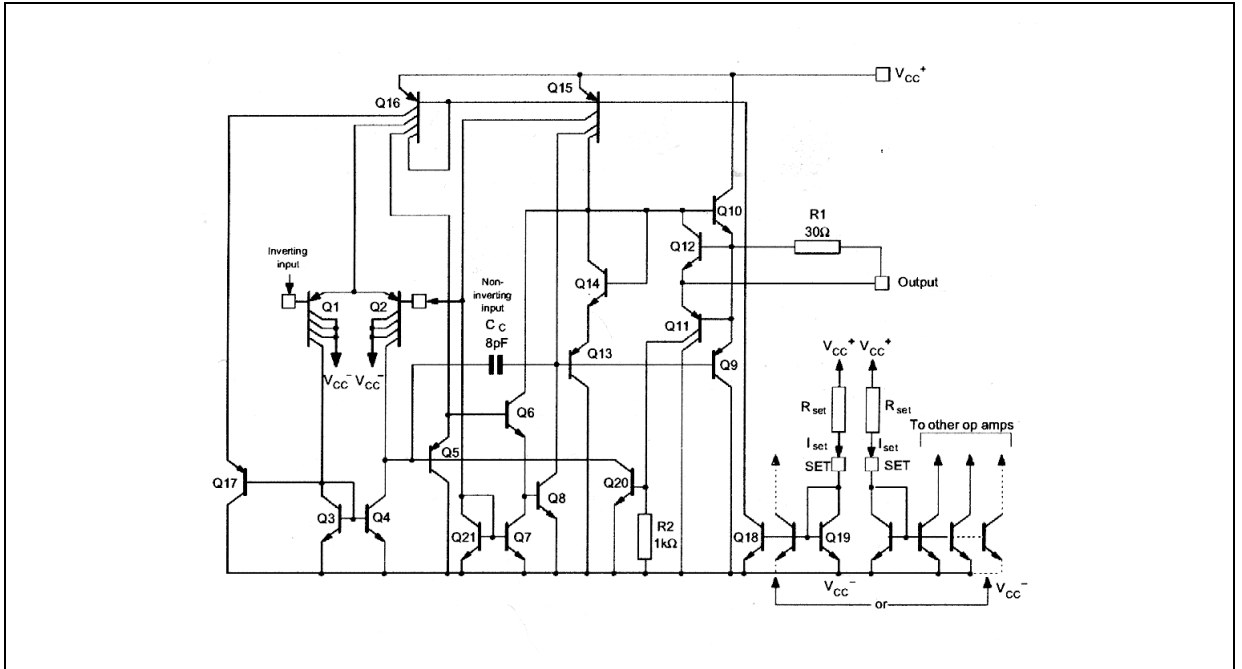 VCC+
Q15
Q16
Q10
R1
30Ω
Q12
Inverting
input
Q14
Output
Non-
inverting
input
CC
8pF
Q1
Q2
Q11
Q13
Q9
VCC– VCC–
VCC+ VCC+
Rset
Rset
Q6
To other op amps
Iset
Iset
Q5
SET
SET
Q17
Q20
Q8
Q3
Q4
Q21
Q7
R2
1kΩ
Q18
Q19
VCC–
VCC–
or